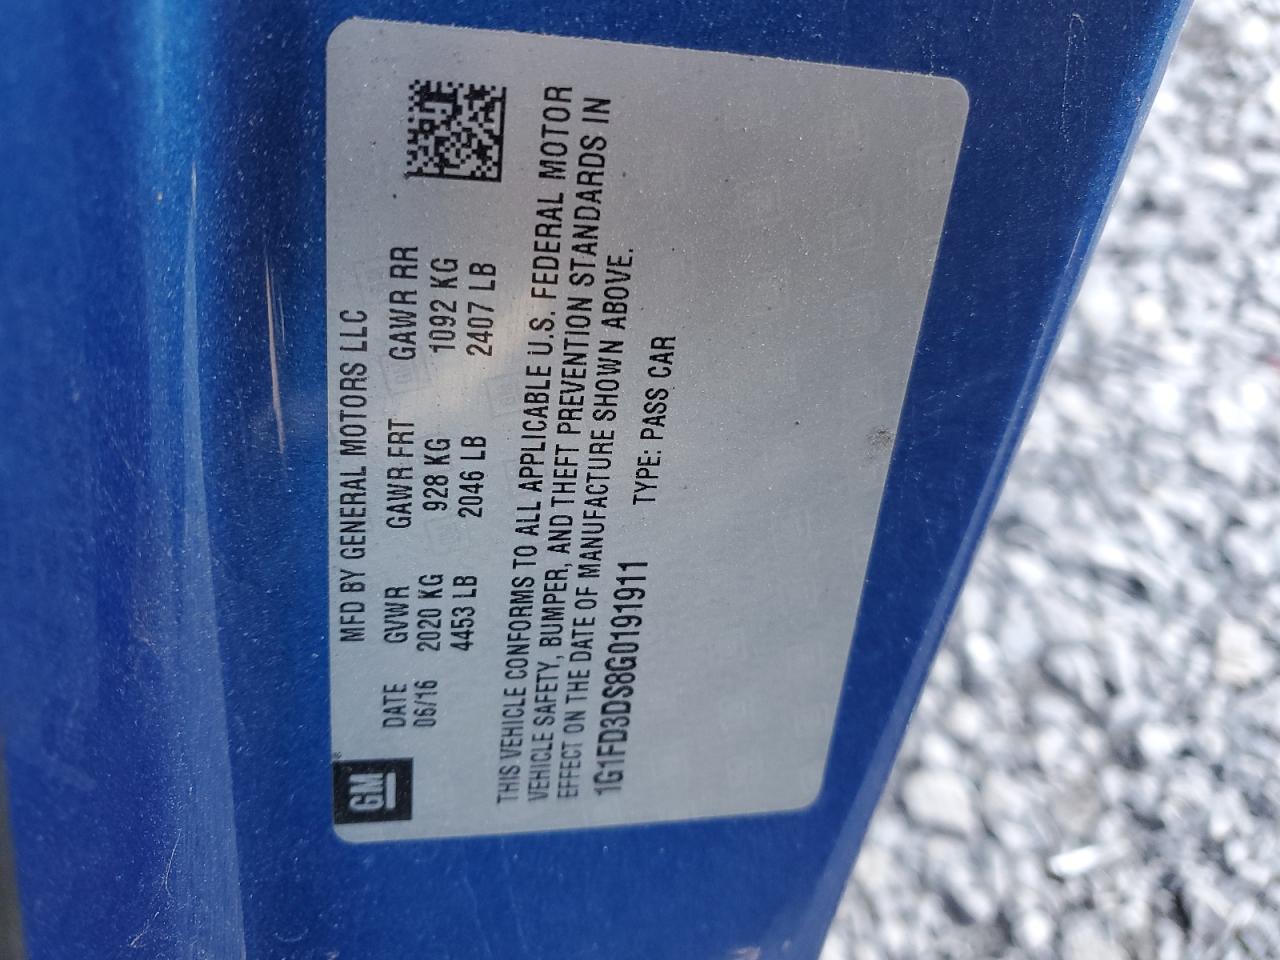 GM
MFD BY GENERAL MOTORS LLC
DATE GVWR GAWR FRT GAWR RR
06/16 2020 KG 928 KG 1092 KG
4453 LB 2046 LB 2407 LB
THIS VEHICLE CONFORMS TO ALL APPLICABLE U.S. FEDERAL MOTOR
VEHICLE SAFETY, BUMPER, AND THEFT PREVENTION STANDARDS IN
EFFECT ON THE DATE OF MANUFACTURE SHOWN ABOVE.
1G1FD3DS8G0191911 TYPE: PASS CAR